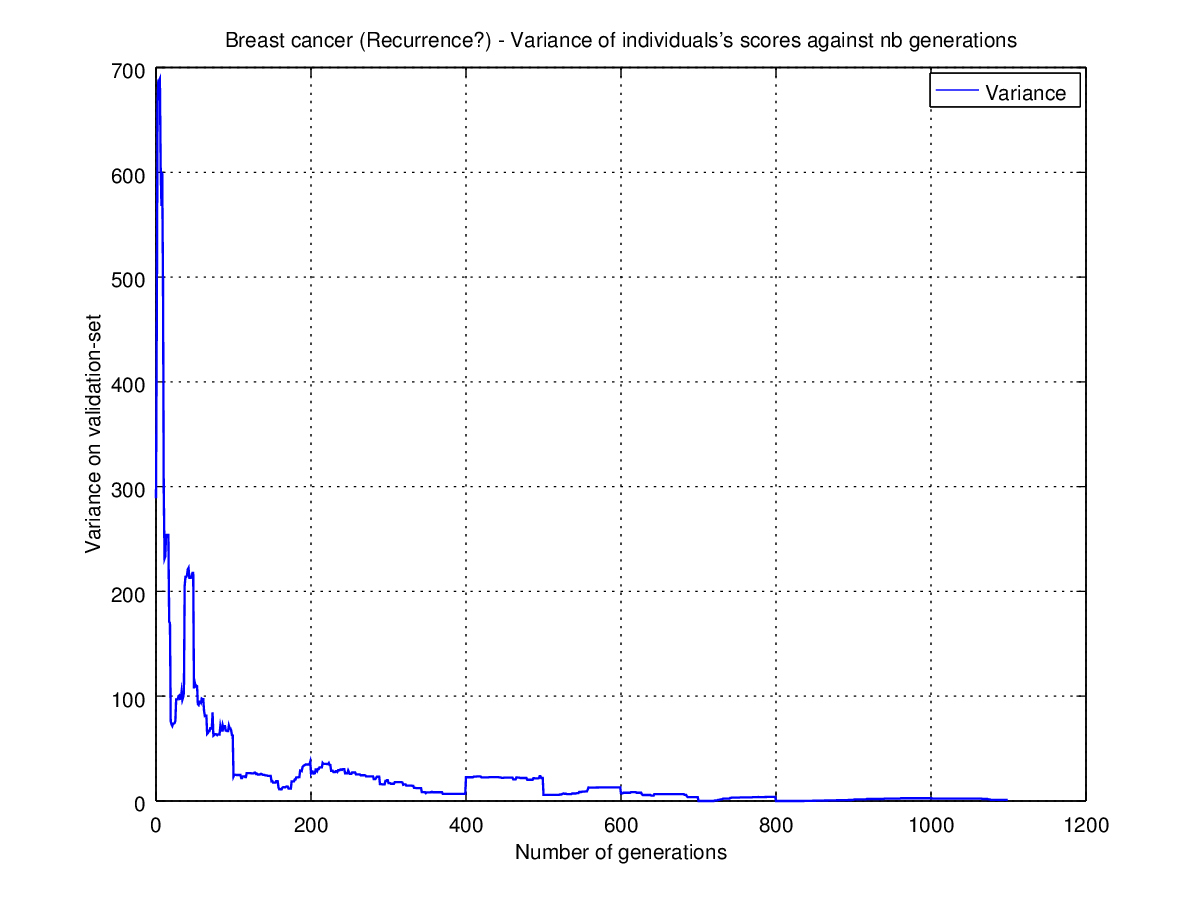 Breast cancer (Recurrence?) - Variance of individuals's scores against nb generations
700
Variance
600
500
400
300
200
100
0
Variance on validation-set
0 200 400 600 800 1000 1200
Number of generations